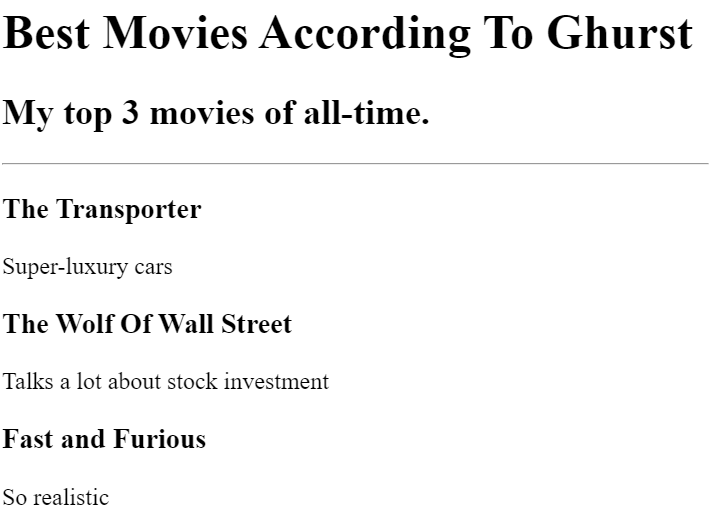 Best Movies According To Ghurst
My top 3 movies of all-time.
The Transporter
Super-luxury cars
The Wolf Of Wall Street
Talks a lot about stock investment
Fast and Furious
So realistic